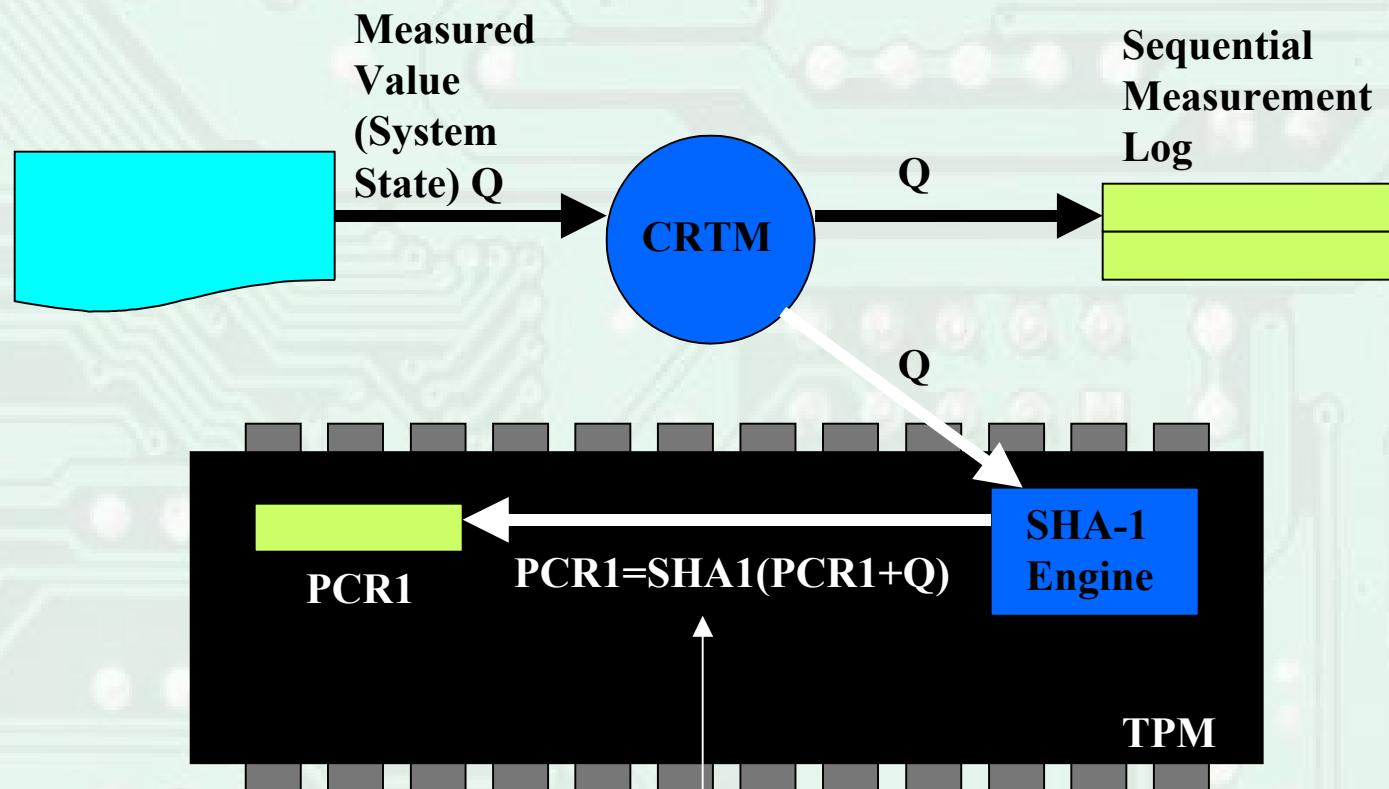 Measured
Value
(System
State) Q
Sequential
Measurement
Log
CRTM
Q
Q
SHA-1
Engine
PCR1=SHA1(PCR1+Q)
PCR1
TPM